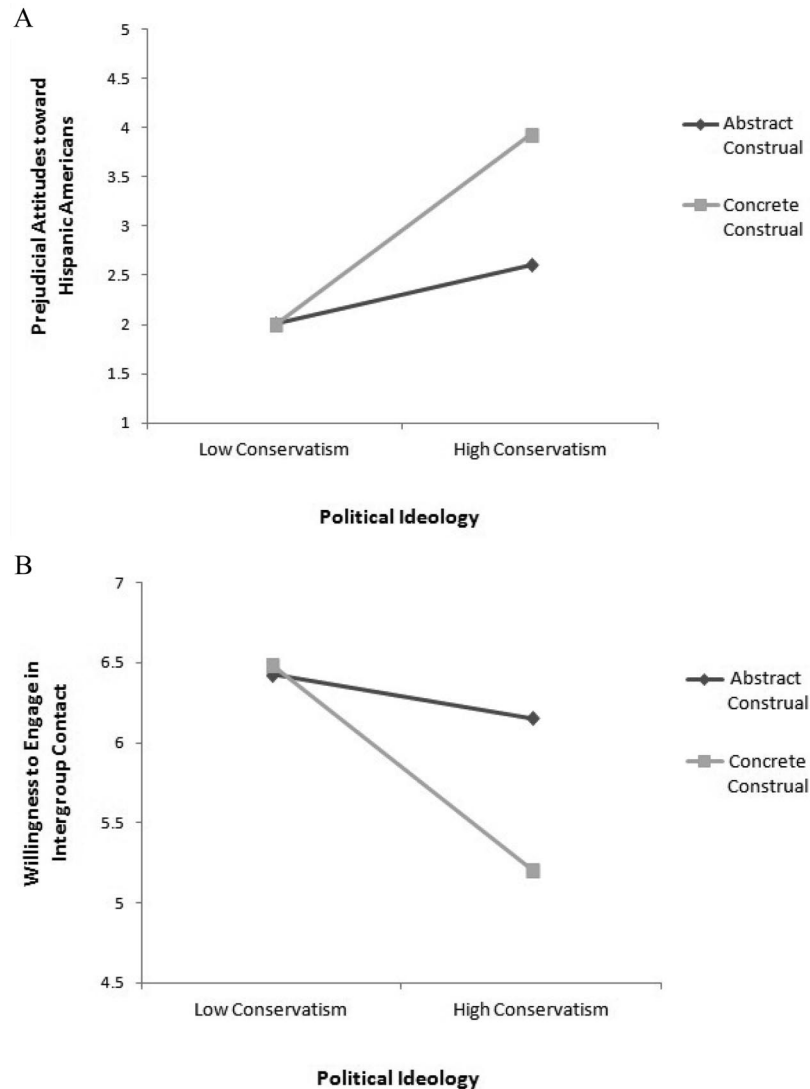 A
5
4.5
4
3.5
3
2.5
2
1.5
1
Prejudicial Attitudes toward
Hispanic Americans
Low Conservatism
High Conservatism
Political Ideology
Abstract
Construal
Concrete
Construal
B
7
6.5
6
5.5
5
4.5
Willingness to Engage in
Intergroup Contact
Low Conservatism
High Conservatism
Political Ideology
Abstract
Construal
Concrete
Construal